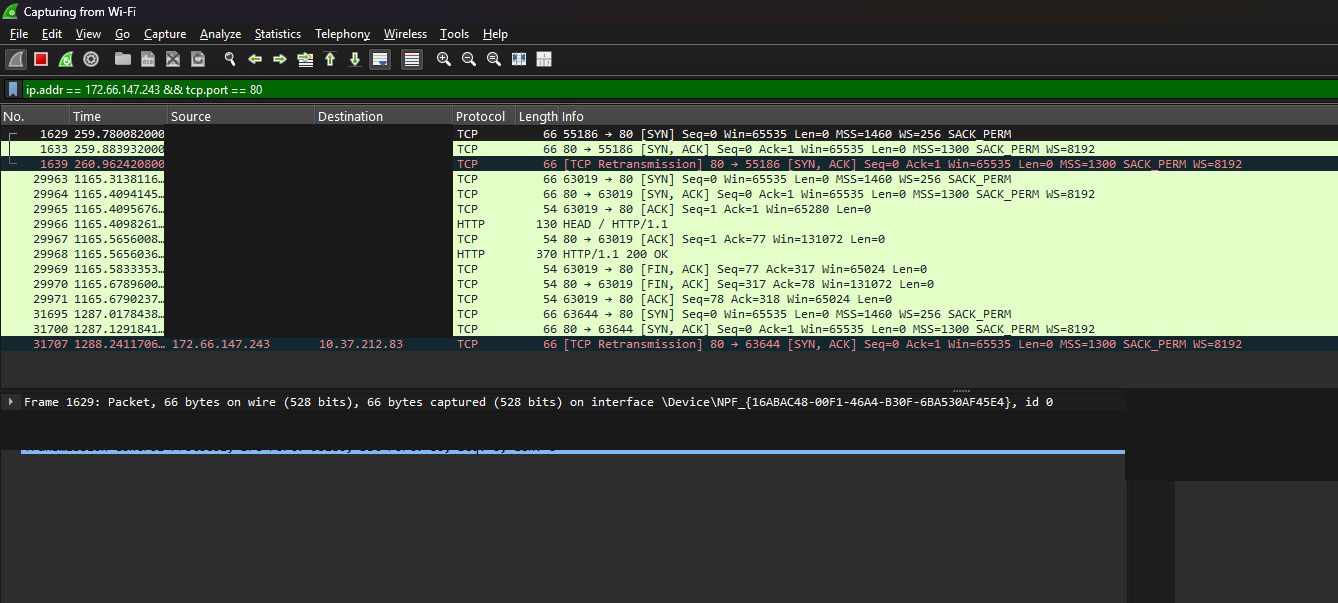 Capturing from Wi-Fi
File Edit View Go Capture Analyze Statistics Telephony Wireless Tools Help
ip.addr == 172.66.147.243 && tcp.port == 80
No. Time Source Destination Protocol Length Info
1629 259.780082000 TCP 66 55186 → 80 [SYN] Seq=0 Win=65535 Len=0 MSS=1460 WS=256 SACK_PERM
1633 259.883932000 TCP 66 80 → 55186 [SYN, ACK] Seq=0 Ack=1 Win=65535 Len=0 MSS=1300 SACK_PERM WS=8192
1639 260.962420800 TCP 66 [TCP Retransmission] 80 → 55186 [SYN, ACK] Seq=0 Ack=1 Win=65535 Len=0 MSS=1300 SACK_PERM WS=8192
29963 1165.3138116… TCP 66 63019 → 80 [SYN] Seq=0 Win=65535 Len=0 MSS=1460 WS=256 SACK_PERM
29964 1165.4094145… TCP 66 80 → 63019 [SYN, ACK] Seq=0 Ack=1 Win=65535 Len=0 MSS=1300 SACK_PERM WS=8192
29965 1165.4095676… TCP 54 63019 → 80 [ACK] Seq=1 Ack=1 Win=65280 Len=0
29966 1165.4098261… HTTP 130 HEAD / HTTP/1.1
29967 1165.5656008… TCP 54 80 → 63019 [ACK] Seq=1 Ack=77 Win=131072 Len=0
29968 1165.5656036… HTTP 370 HTTP/1.1 200 OK
29969 1165.5833353… TCP 54 63019 → 80 [FIN, ACK] Seq=77 Ack=317 Win=65024 Len=0
29970 1165.6789600… TCP 54 80 → 63019 [FIN, ACK] Seq=317 Ack=78 Win=131072 Len=0
29971 1165.6790237… TCP 54 63019 → 80 [ACK] Seq=78 Ack=318 Win=65024 Len=0
31695 1287.0178438… TCP 66 63644 → 80 [SYN] Seq=0 Win=65535 Len=0 MSS=1460 WS=256 SACK_PERM
31700 1287.1291841… TCP 66 80 → 63644 [SYN, ACK] Seq=0 Ack=1 Win=65535 Len=0 MSS=1300 SACK_PERM WS=8192
31707 1288.2411706… 172.66.147.243 10.37.212.83 TCP 66 [TCP Retransmission] 80 → 63644 [SYN, ACK] Seq=0 Ack=1 Win=65535 Len=0 MSS=1300 SACK_PERM WS=8192
Frame 1629: Packet, 66 bytes on wire (528 bits), 66 bytes captured (528 bits) on interface \Device\NPF_{16ABAC48-00F1-46A4-B30F-6BA530AF45E4}, id 0